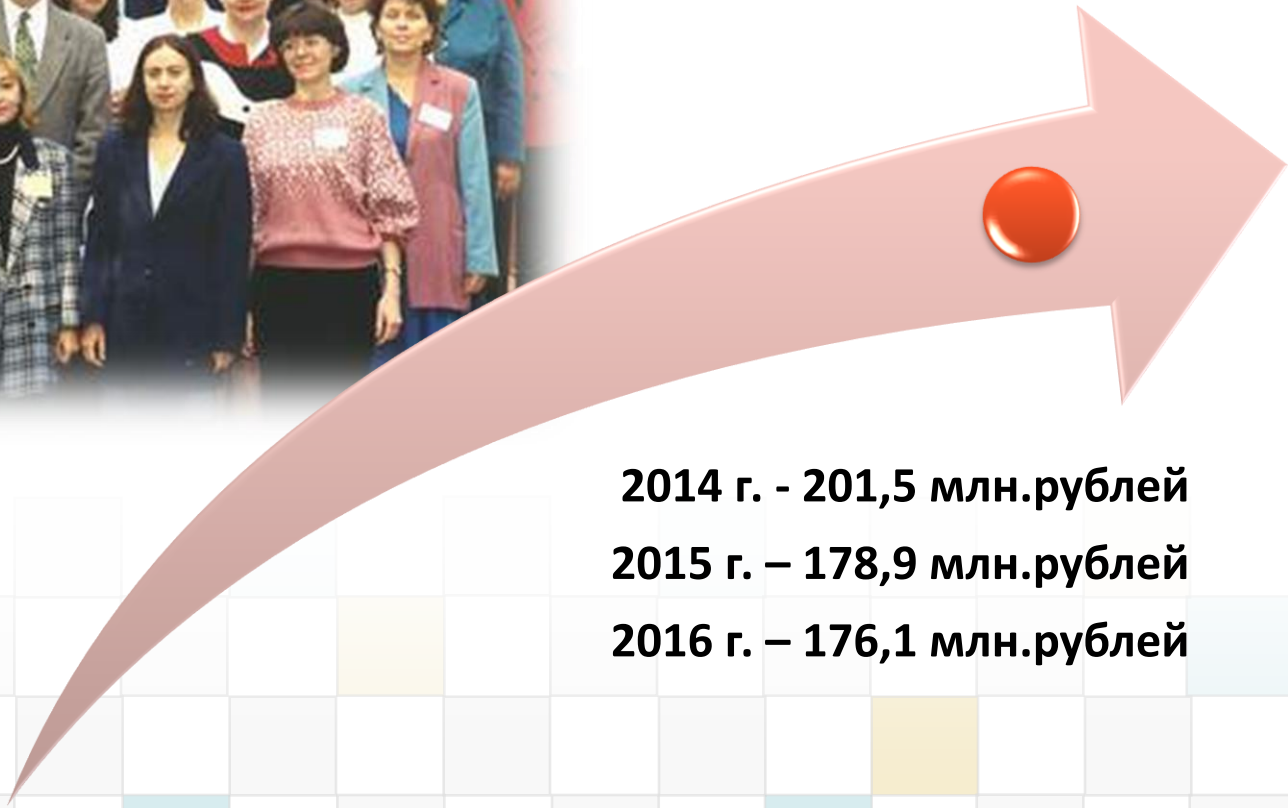 2014 г. - 201,5 млн.рублей
2015 г. – 178,9 млн.рублей
2016 г. – 176,1 млн.рублей